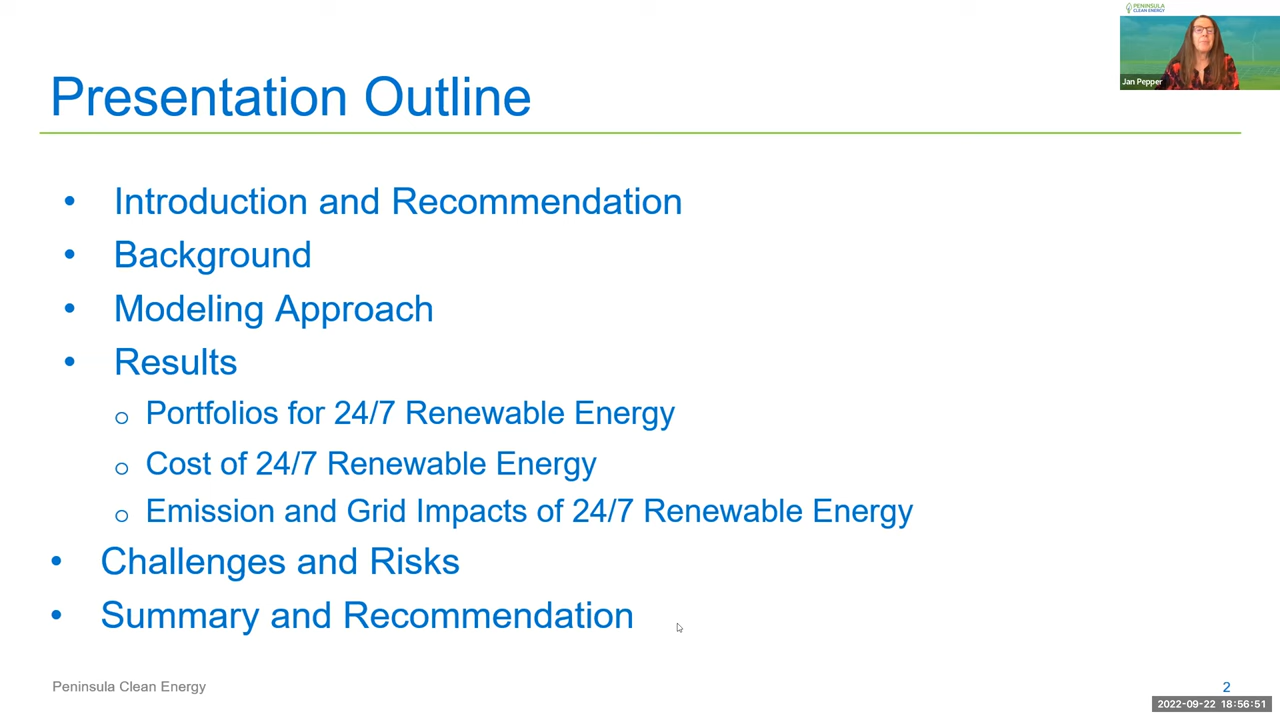 PENINSULA
CLEAN ENERGY
Jan Pepper
Presentation Outline
• Introduction and Recommendation
• Background
• Modeling Approach
• Results
o Portfolios for 24/7 Renewable Energy
o Cost of 24/7 Renewable Energy
o Emission and Grid Impacts of 24/7 Renewable Energy
• Challenges and Risks
• Summary and Recommendation
Peninsula Clean Energy
2
2022-09-22 18:56:51